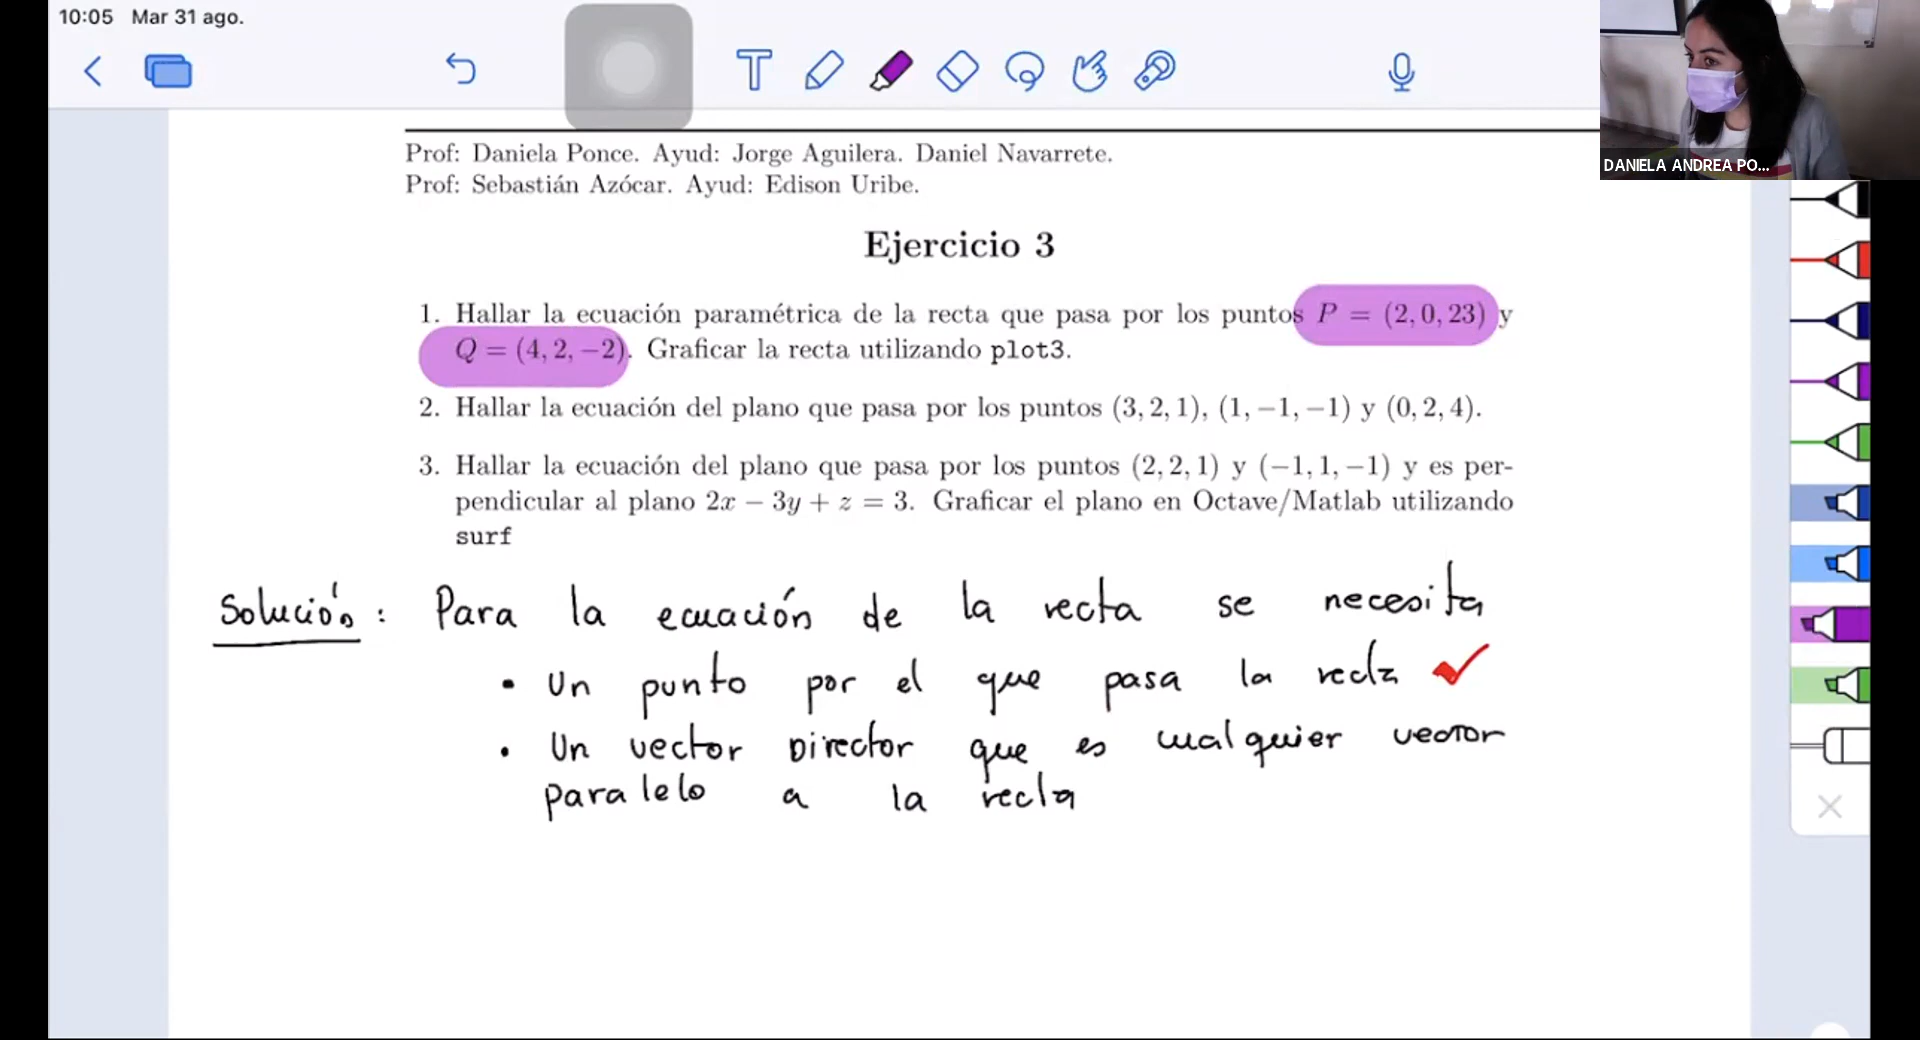 10:05 Mar 31 ago.
DANIELA ANDREA PO...
Prof: Daniela Ponce. Ayud: Jorge Aguilera. Daniel Navarrete.
Prof: Sebastián Azócar. Ayud: Edison Uribe.
Ejercicio 3
1. Hallar la ecuación paramétrica de la recta que pasa por los puntos P = (2, 0, 23) y
Q = (4, 2, −2). Graficar la recta utilizando plot3.
2. Hallar la ecuación del plano que pasa por los puntos (3, 2, 1), (1, −1, −1) y (0, 2, 4).
3. Hallar la ecuación del plano que pasa por los puntos (2, 2, 1) y (−1, 1, −1) y es per-
pendicular al plano 2x − 3y + z = 3. Graficar el plano en Octave/Matlab utilizando
surf
Solución: Para la ecuación de la recta se necesita
• Un punto por el que pasa la recta ✓
• Un vector Director que es cualquier vector
paralelo a la recta